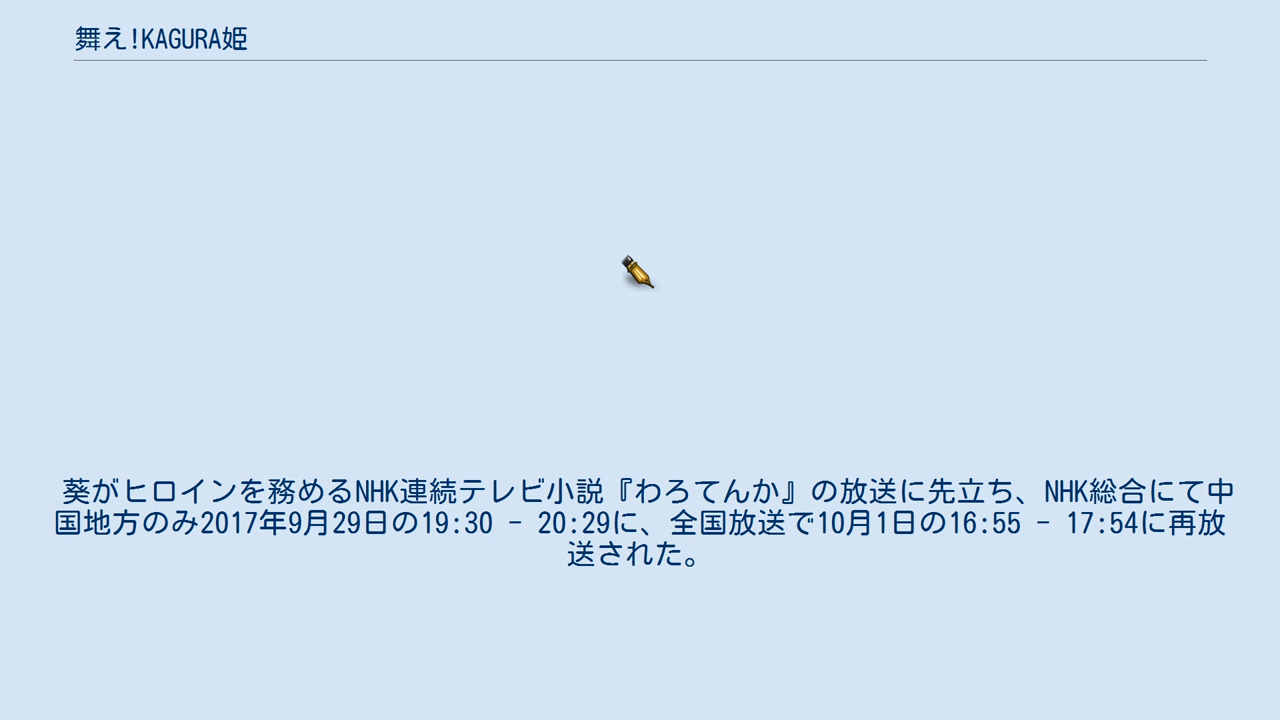 舞え!KAGURA姫
葵がヒロインを務めるNHK連続テレビ小説『わろてんか』の放送に先立ち、NHK総合にて中
国地方のみ2017年9月29日の19:30 - 20:29に、全国放送で10月1日の16:55 - 17:54に再放
送された。